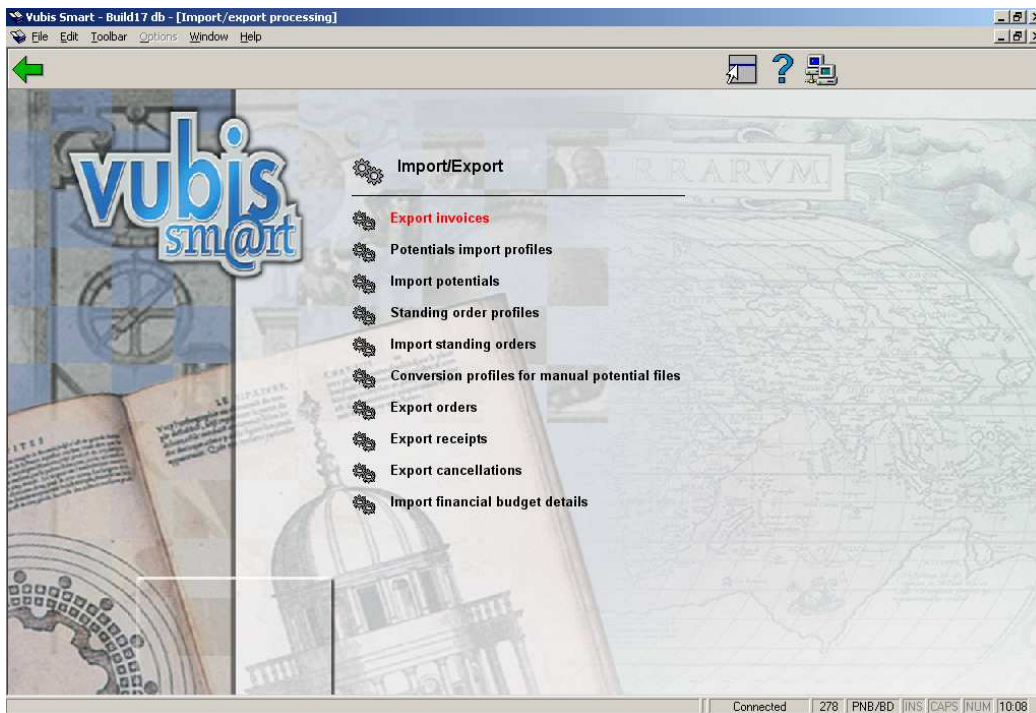 Vubis Smart - Build17 db - [Import/export processing]
File Edit Toolbar Options Window Help
vubis
sm@rt
RARVM
Import/Export
Export invoices
Potentials import profiles
Import potentials
Standing order profiles
Import standing orders
Conversion profiles for manual potential files
Export orders
Export receipts
Export cancellations
Import financial budget details
Connected 278 PNB/BD INS CAPS NUM 10:08